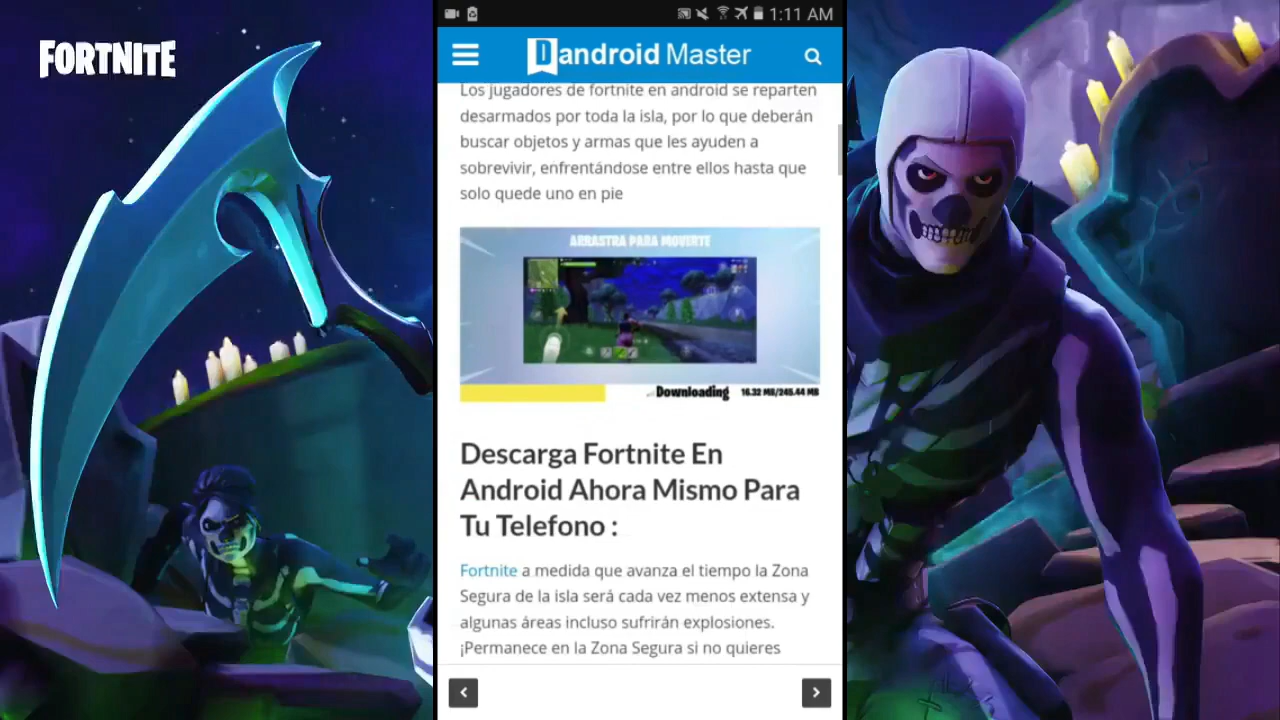 FORTNITE
1:11 AM
Dandroid Master
Los jugadores de fortnite en android se reparten
desarmados por toda la isla, por lo que deberán
buscar objetos y armas que les ayuden a
sobrevivir, enfrentándose entre ellos hasta que
solo quede uno en pie
ARRASTRA PARA MOVERTE
Downloading 16.32 MB/245.44 MB
Descarga Fortnite En
Android Ahora Mismo Para
Tu Telefono :
Fortnite a medida que avanza el tiempo la Zona
Segura de la isla será cada vez menos extensa y
algunas áreas incluso sufrirán explosiones.
¡Permanece en la Zona Segura si no quieres